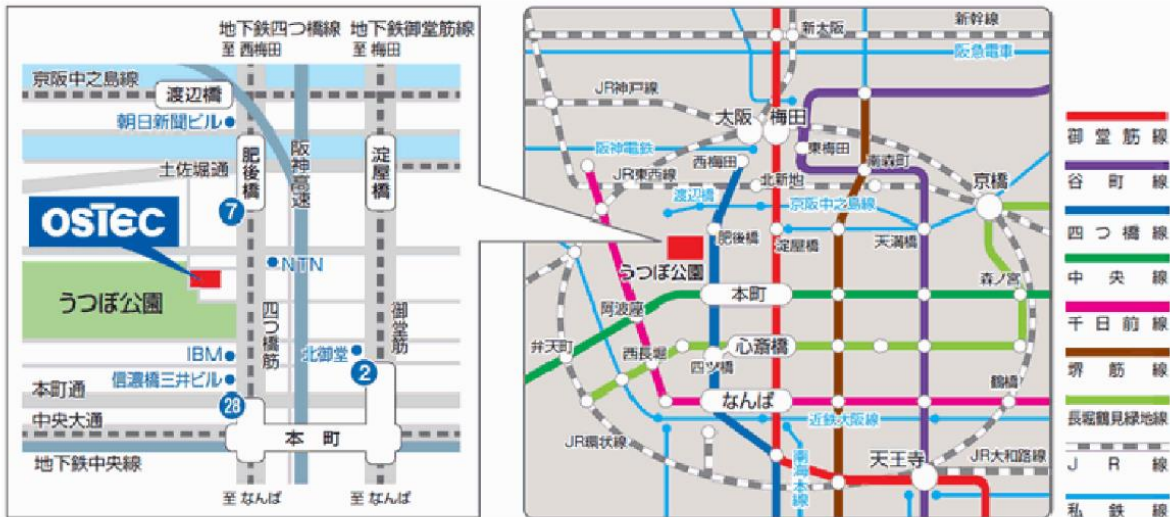 地下鉄四つ橋線
至 西梅田
地下鉄御堂筋線
至 梅田
京阪中之島線
渡辺橋
朝日新聞ビル
土佐堀通
肥後橋
阪神高速
淀屋橋
7
OSTEC
NTN
うつぼ公園
四つ橋筋
御堂筋
IBM
北御堂
2
信濃橋三井ビル
本町通
28
中央大通
本町
地下鉄中央線
至 なんば
至 なんば
新大阪
新幹線
阪急電車
JR神戸線
大阪
梅田
阪神電鉄
西梅田
東梅田
南森町
JR東西線
北新地
京橋
渡辺橋
京阪中之島線
肥後橋
淀屋橋
天満橋
うつぼ公園
森ノ宮
本町
阿波座
弁天町
西長堀
四ツ橋
心斎橋
なんば
鶴橋
近鉄大阪線
JR環状線
南海本線
天王寺
JR大和路線
御堂筋線
谷町線
四つ橋線
中央線
千日前線
堺筋線
長堀鶴見緑地線
JR線
私鉄線